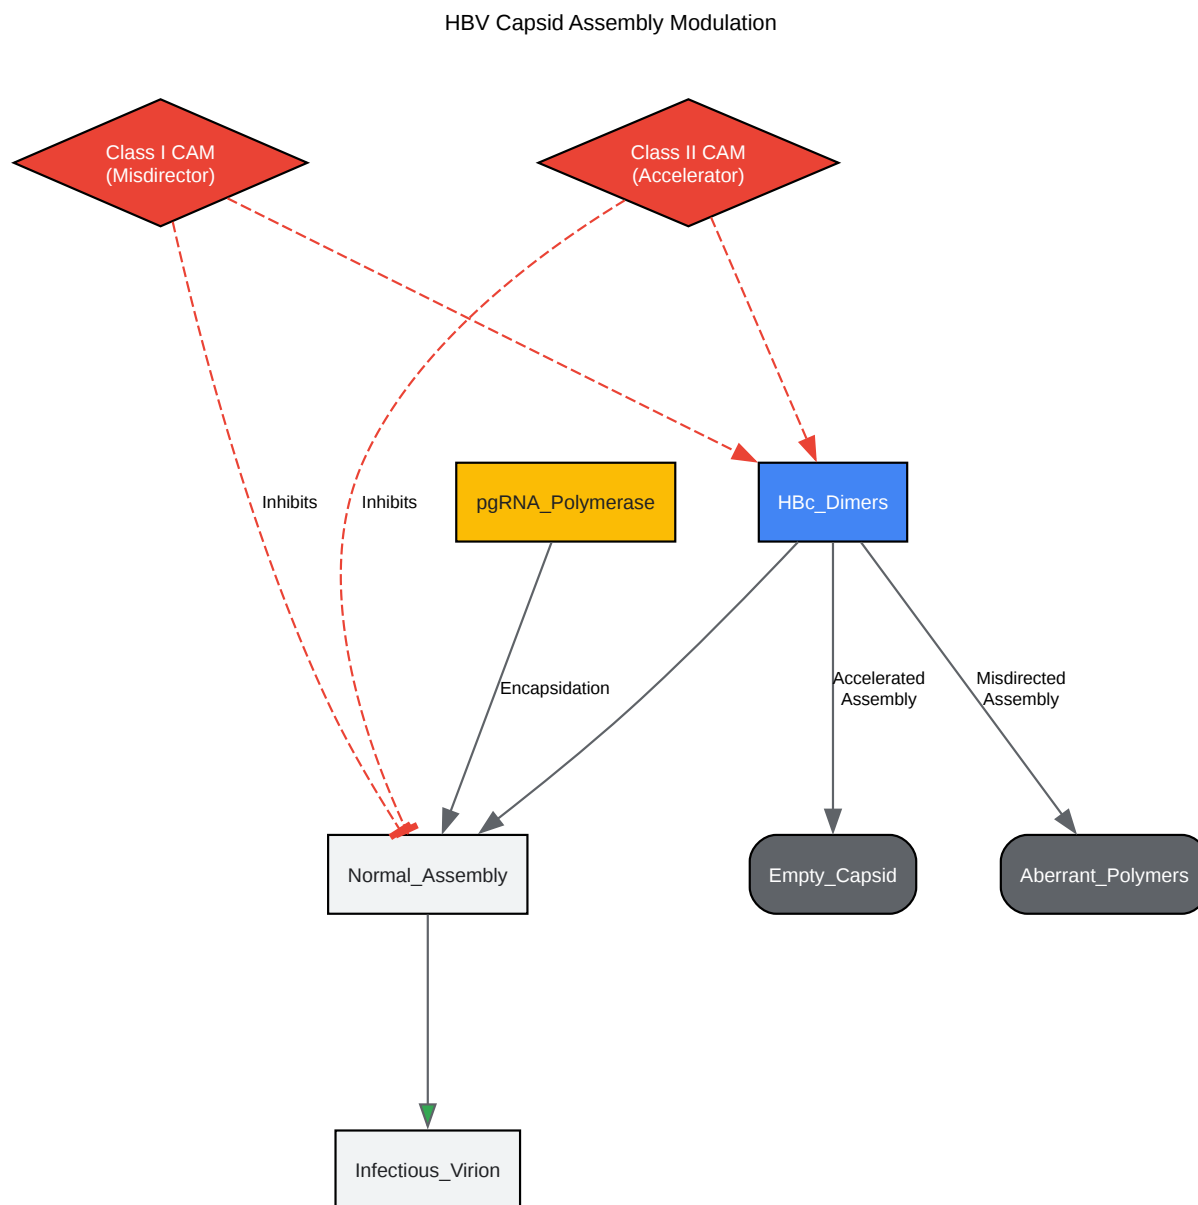 HBV Capsid Assembly Modulation
Class I CAM
(Misdirector)
Class II CAM
(Accelerator)
Inhibits
Inhibits
pgRNA_Polymerase
HBc_Dimers
Encapsidation
Accelerated
Assembly
Misdirected
Assembly
Normal_Assembly
Empty_Capsid
Aberrant_Polymers
Infectious_Virion